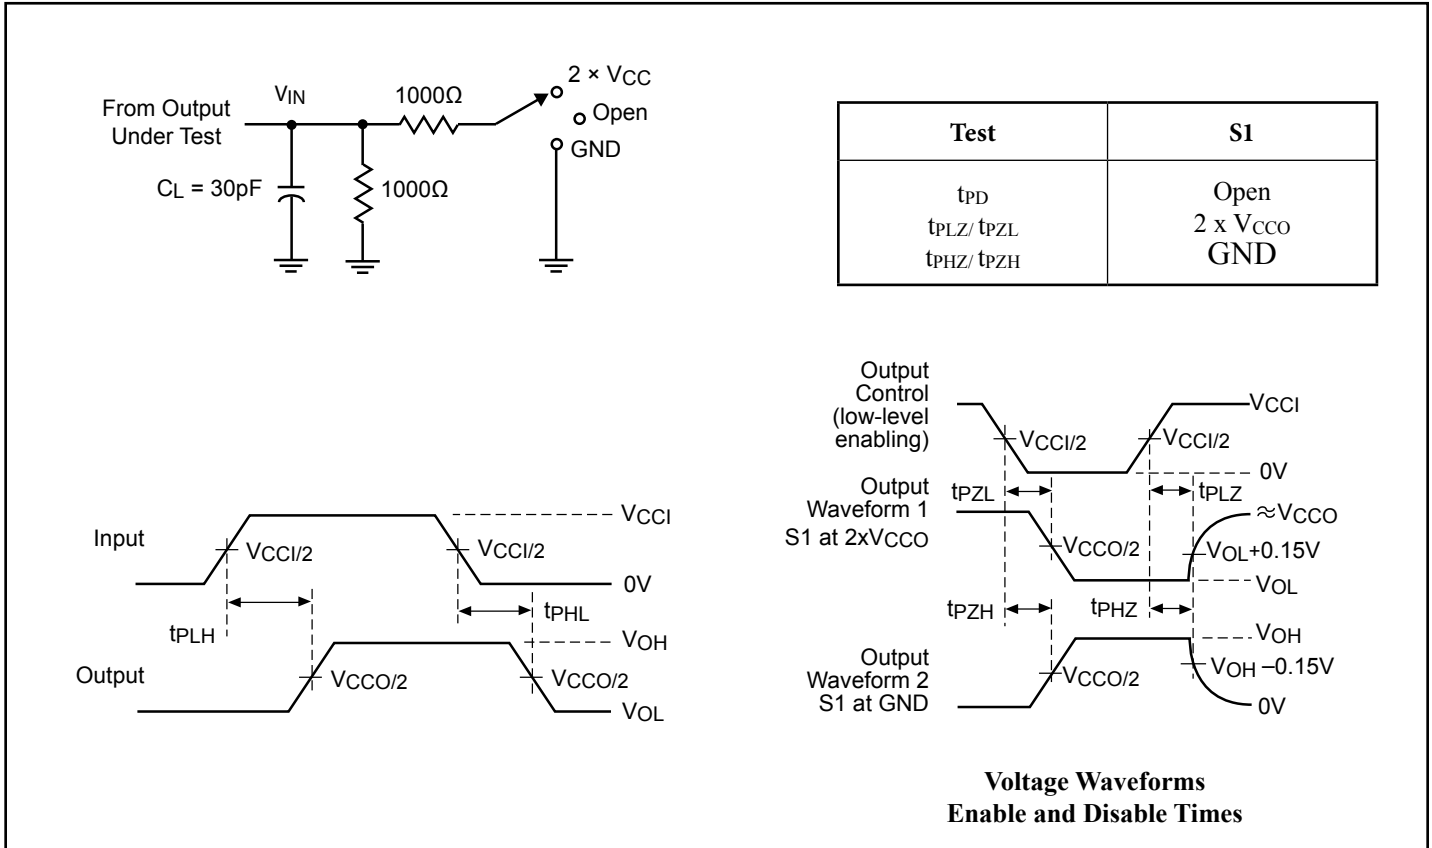 2 × VCC
VIN
1000Ω
From Output
Under Test
Open
GND
CL = 30pF
1000Ω
Test
S1
tPD
Open
tPLZ/ tPZL
2 x VCCO
tPHZ/ tPZH
GND
Input
VCCI
VCCI/2
VCCI/2
0V
tPLH
tPHL
Output
VOH
VCCO/2
VCCO/2
VOL
Output
Control
(low-level
enabling)
VCCI
VCCI/2
VCCI/2
0V
Output
Waveform 1
S1 at 2xVCCO
tPZL
tPLZ
≈VCCO
VCCO/2
VOL+0.15V
VOL
tPZH
tPHZ
VOH
Output
Waveform 2
S1 at GND
VCCO/2
VOH –0.15V
0V
Voltage Waveforms
Enable and Disable Times